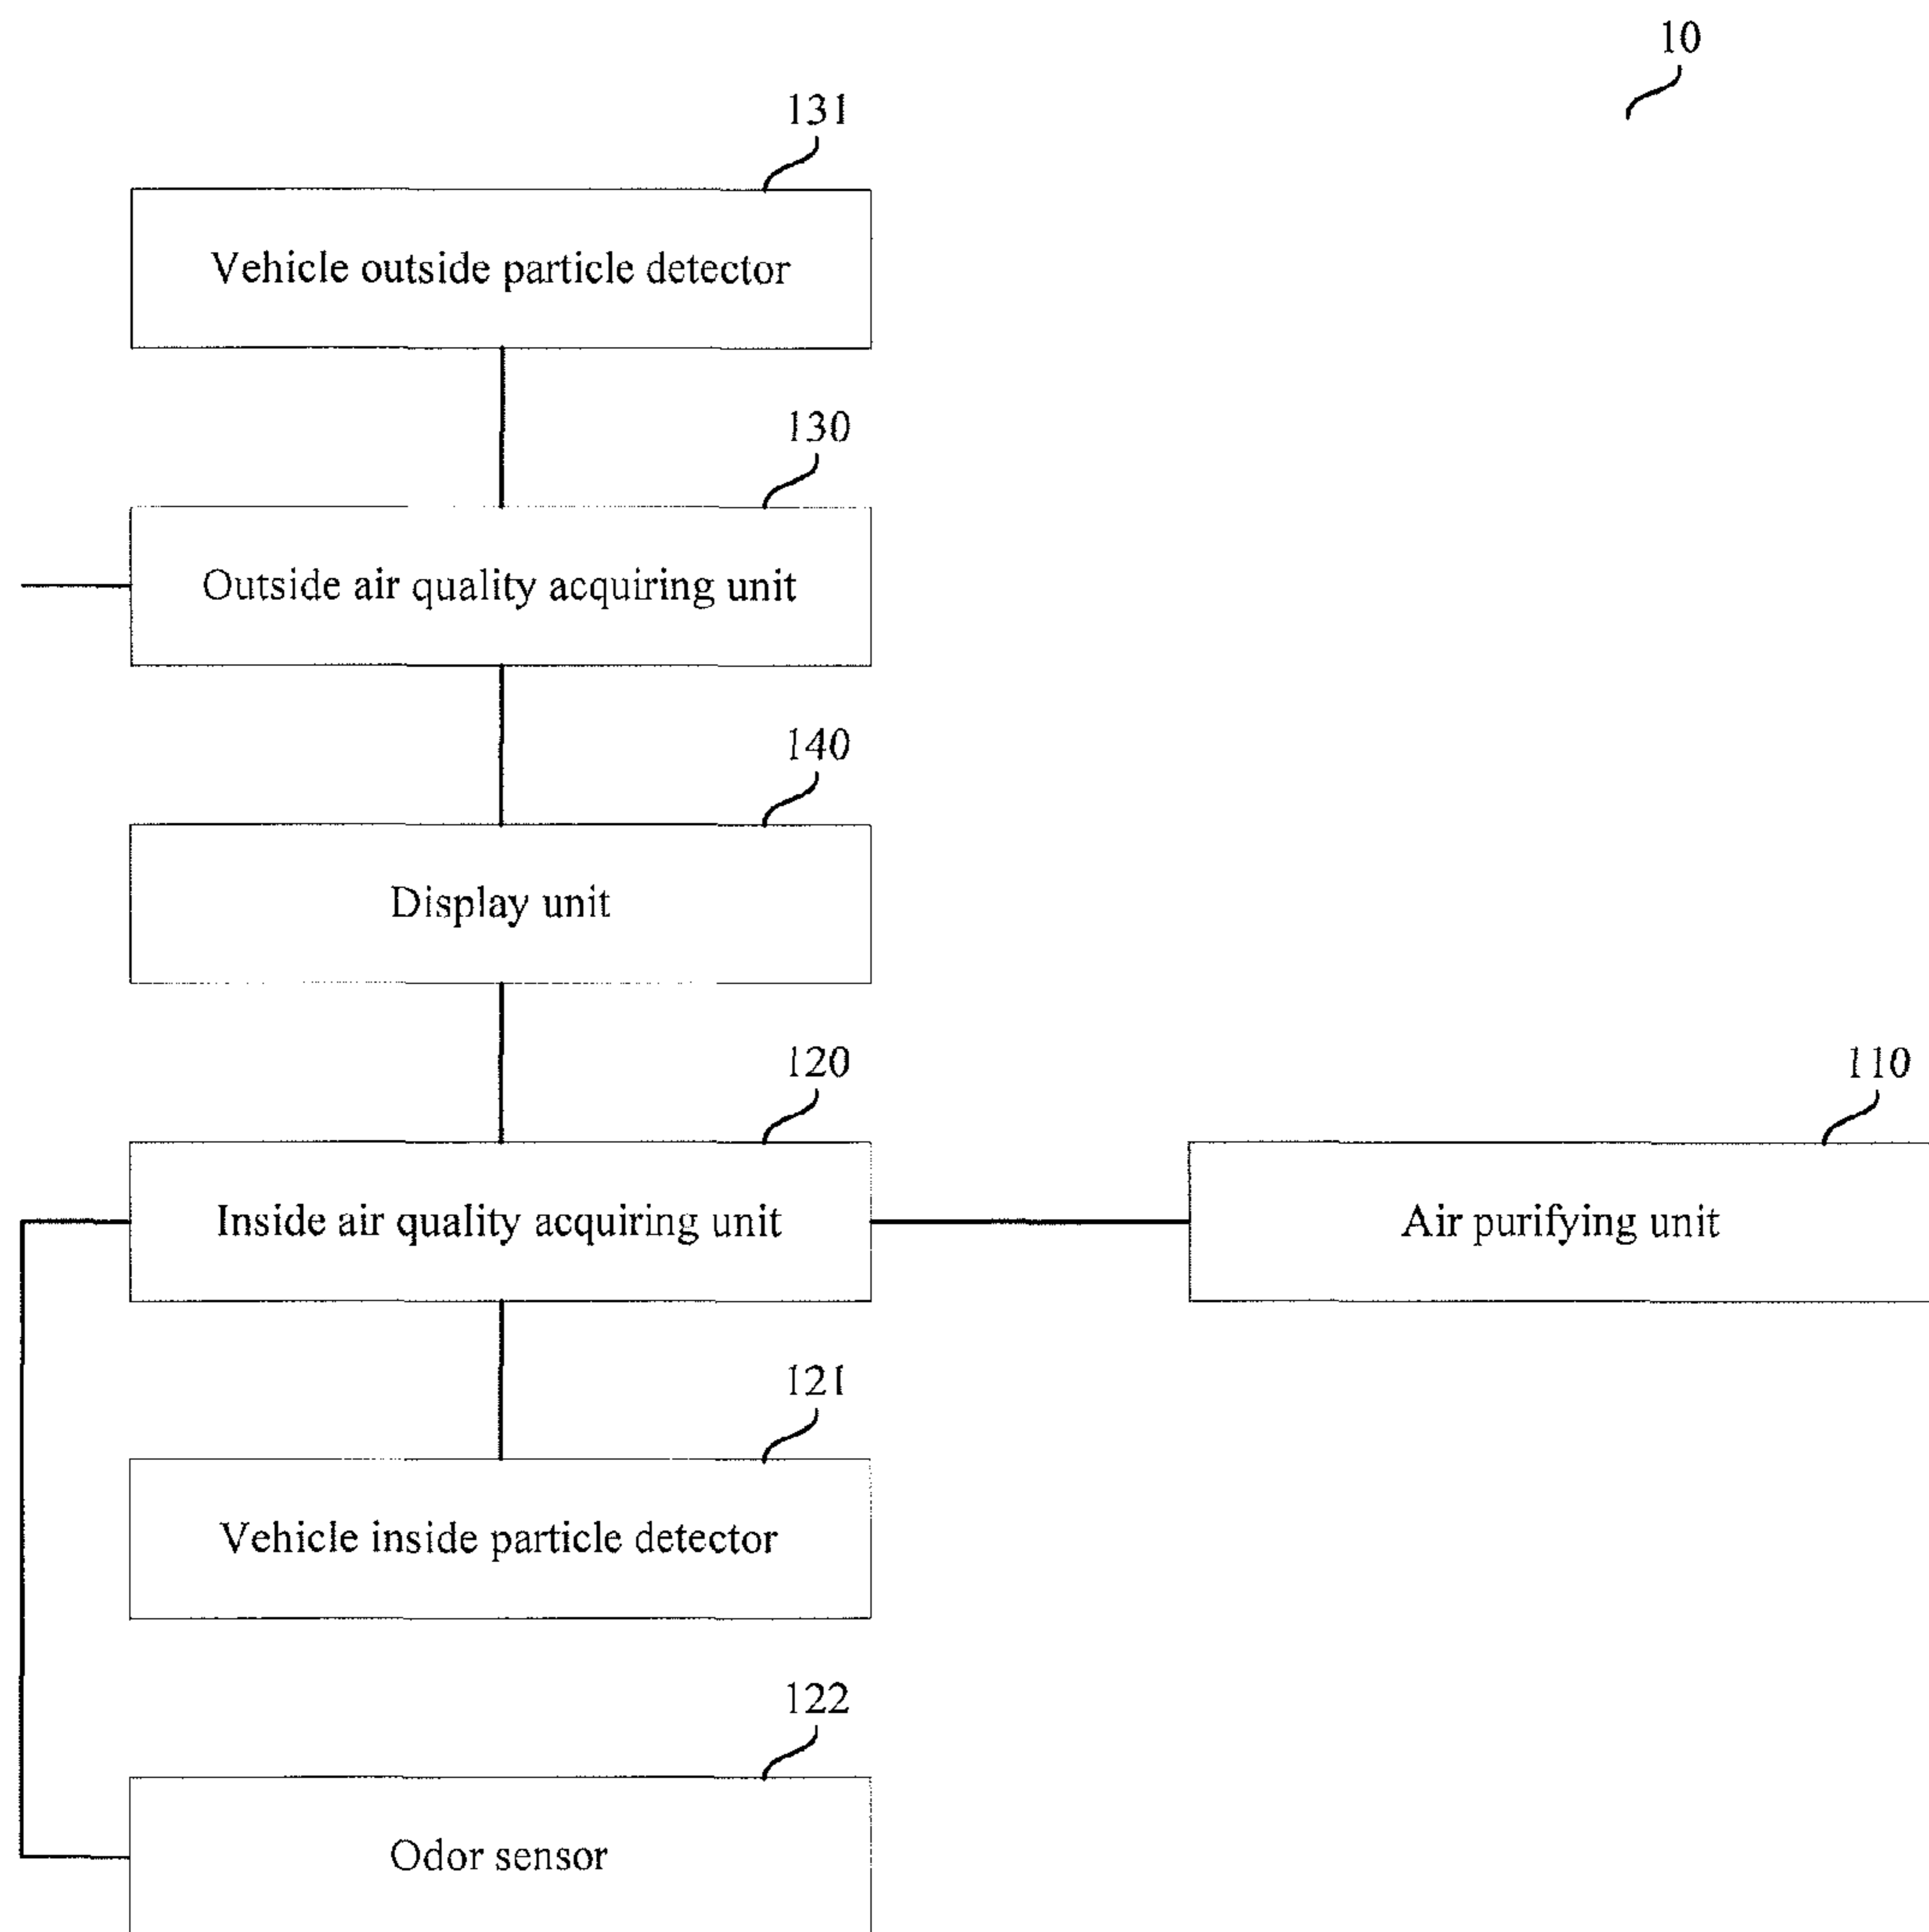 10
131
Vehicle outside particle detector
130
Outside air quality acquiring unit
140
Display unit
120
110
Inside air quality acquiring unit
Air purifying unit
121
Vehicle inside particle detector
122
Odor sensor